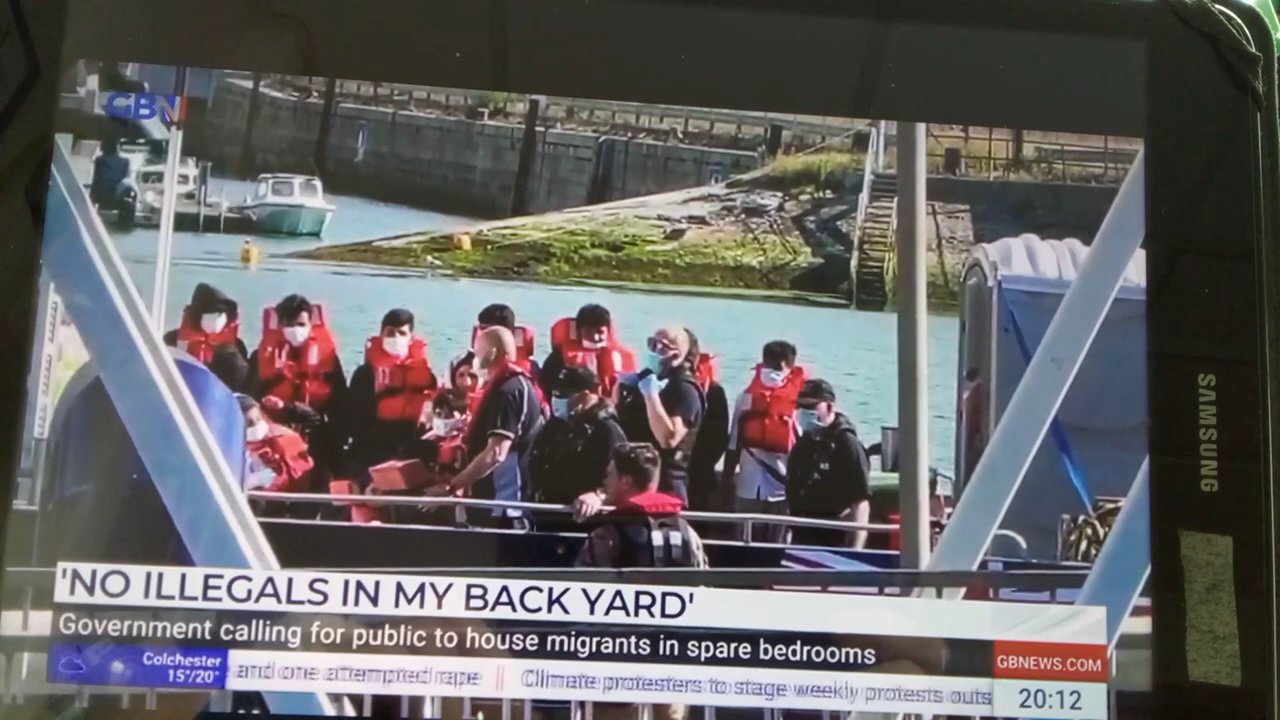 GBN
SAMSUNG
'NO ILLEGALS IN MY BACK YARD'
Government calling for public to house migrants in spare bedrooms
GBNEWS.COM
Colchester
15°/20°
and one attempted rape || Climate protesters to stage weekly protests outs
20:12